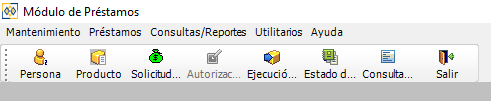 Módulo de Préstamos
Mantenimiento Préstamos Consultas/Reportes Utilitarios Ayuda
Persona Producto Solicitud... Autorizac... Ejecució... Estado d... Consulta... Salir